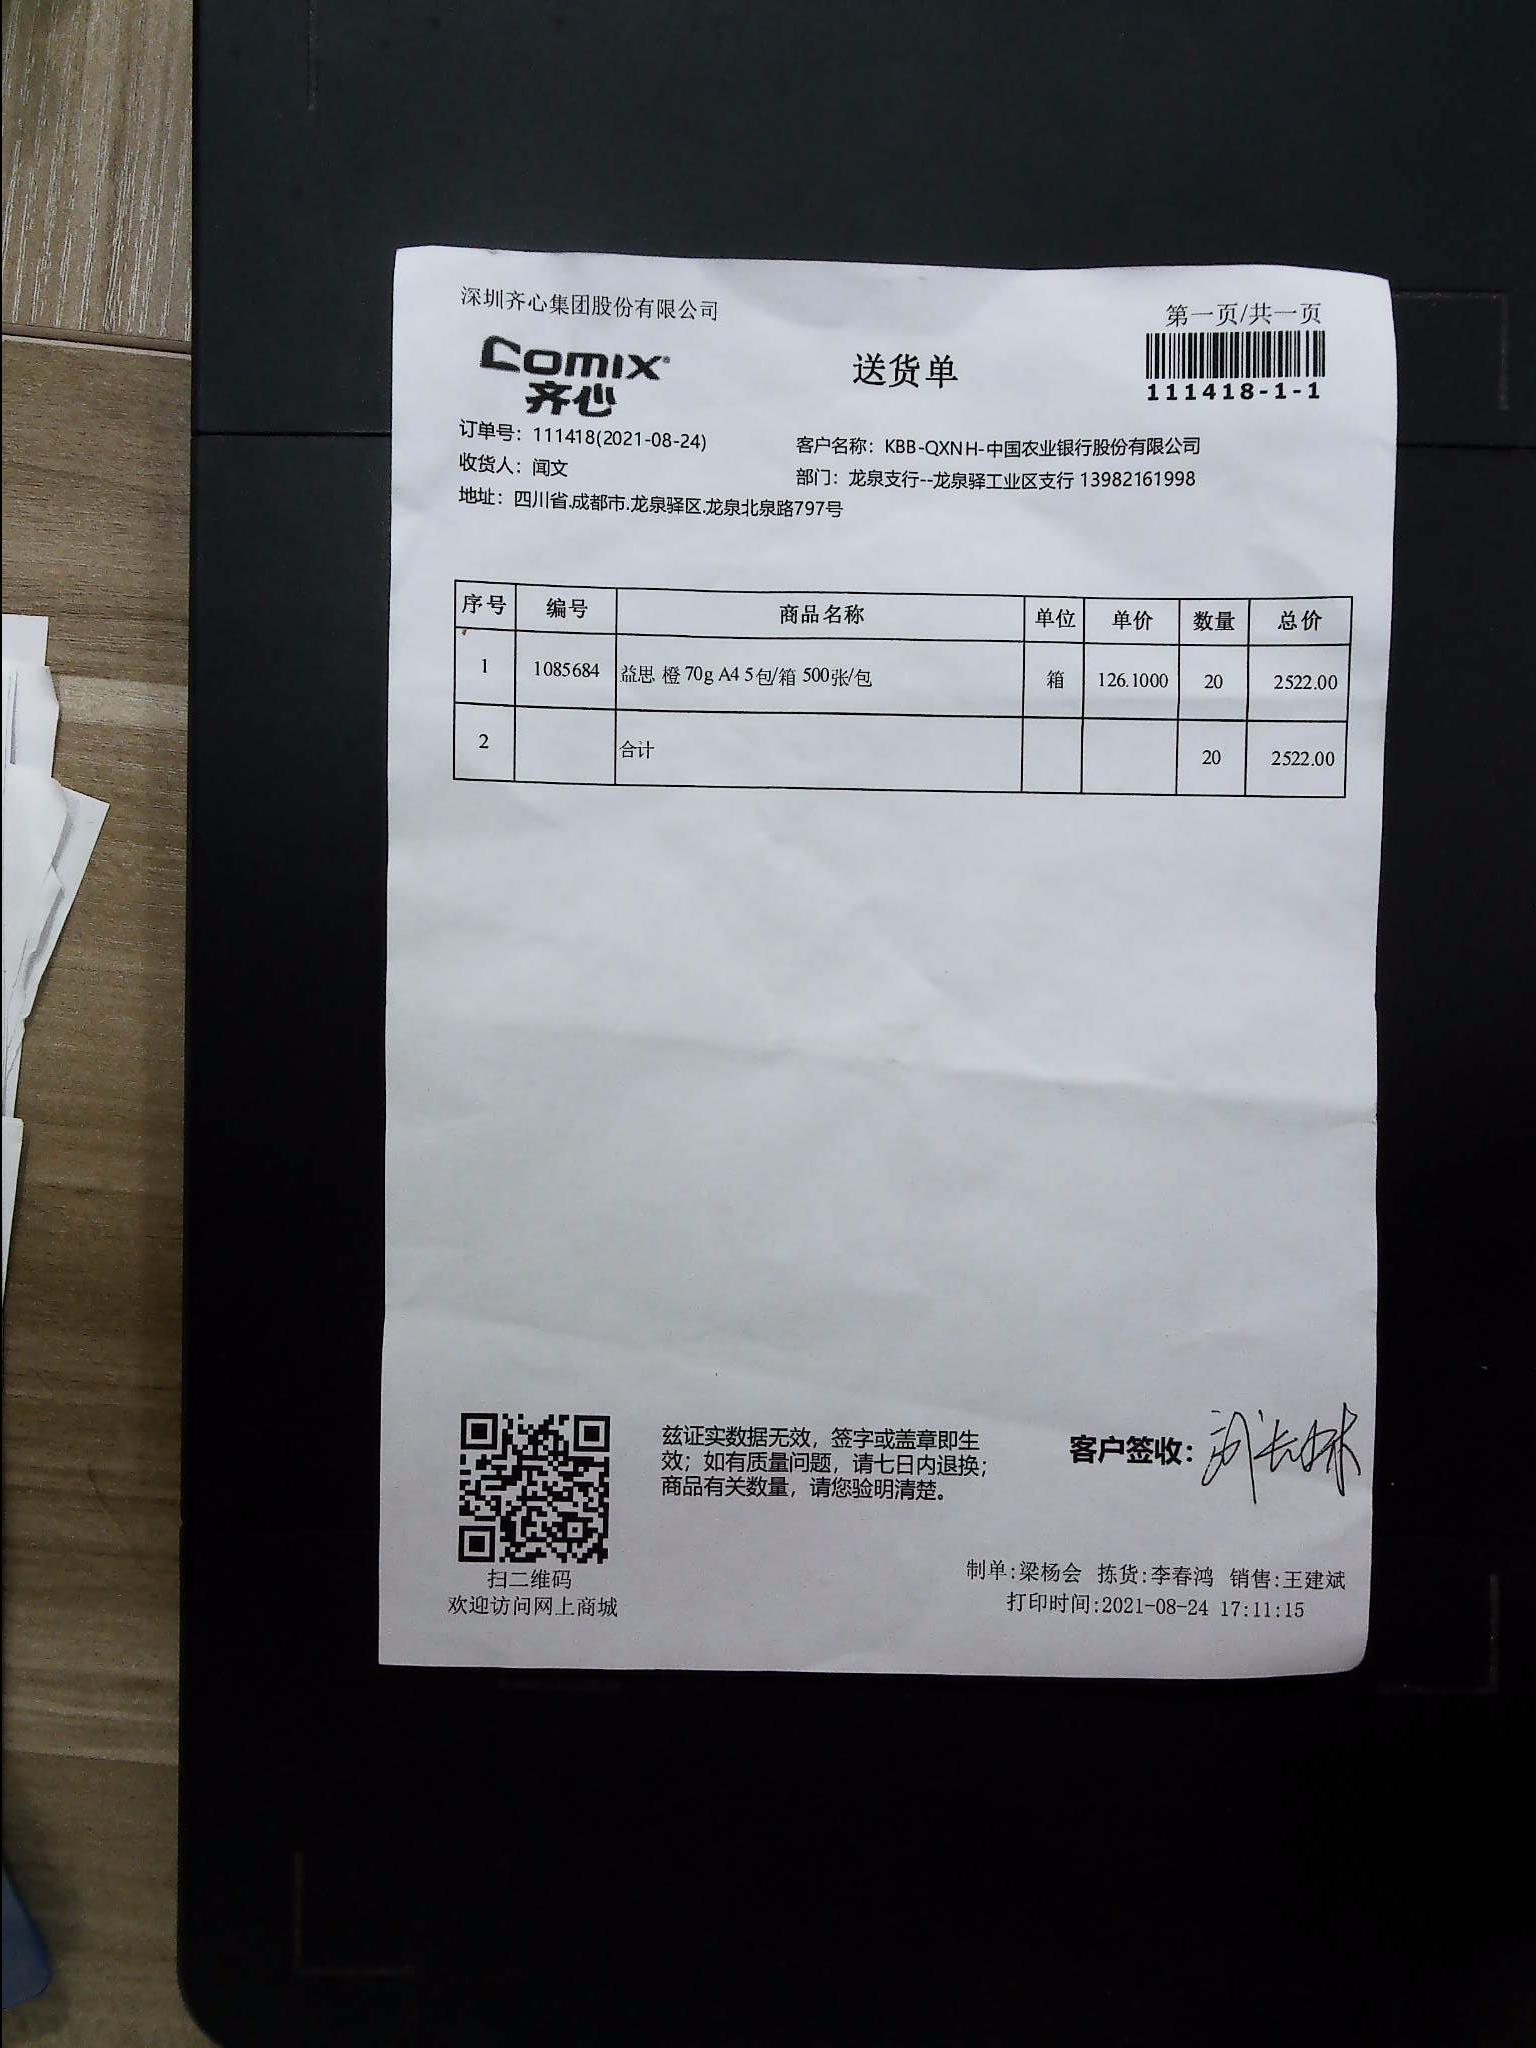 深圳齐心集团股份有限公司
第一页/共一页
comix
齐心
送货单
111418-1-1
订单号：111418(2021-08-24)
客户名称：KBB-QXNH-中国农业银行股份有限公司
收货人：闻文
部门：龙泉支行--龙泉驿工业区支行 13982161998
地址：四川省.成都市.龙泉驿区.龙泉北泉路797号
序号 编号 商品名称 单位 单价 数量 总价
1 1085684 益思 橙 70g A4 5包/箱 500张/包 箱 126.1000 20 2522.00
2 合计 20 2522.00
兹证实数据无效，签字或盖章即生
效；如有质量问题，请七日内退换；
商品有关数量，请您验明清楚。
客户签收：
扫二维码
欢迎访问网上商城
制单:梁杨会 拣货:李春鸿 销售:王建斌
打印时间:2021-08-24 17:11:15